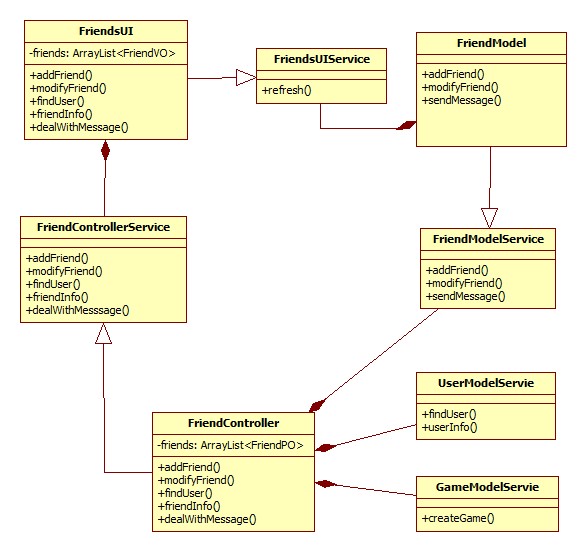 FriendsUI
-friends: ArrayList<FriendVO>
+addFriend()
+modifyFriend()
+findUser()
+friendInfo()
+dealWithMessage()
FriendsUIService
+refresh()
FriendModel
+addFriend()
+modifyFriend()
+sendMessage()
FriendControllerService
+addFriend()
+modifyFriend()
+findUser()
+friendInfo()
+dealWithMesssage()
FriendModelService
+addFriend()
+modifyFriend()
+sendMessage()
FriendController
-friends: ArrayList<FriendPO>
+addFriend()
+modifyFriend()
+findUser()
+friendInfo()
+dealWithMessage()
UserModelServie
+findUser()
+userInfo()
GameModelServie
+createGame()